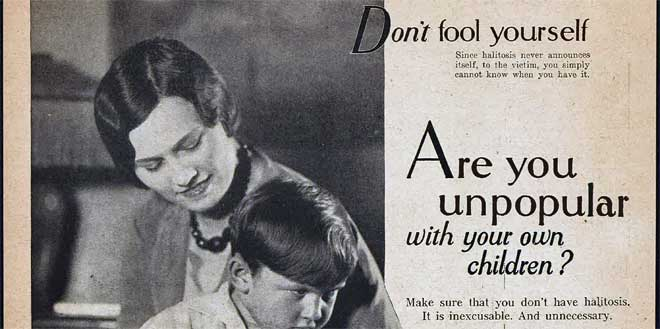 Don't fool yourself
Since halitosis never announces
itself, to the victim, you simply
cannot know when you have it.
Are you
unpopular
with your own
children?
Make sure that you don't have halitosis.
It is inexcusable. And unnecessary.